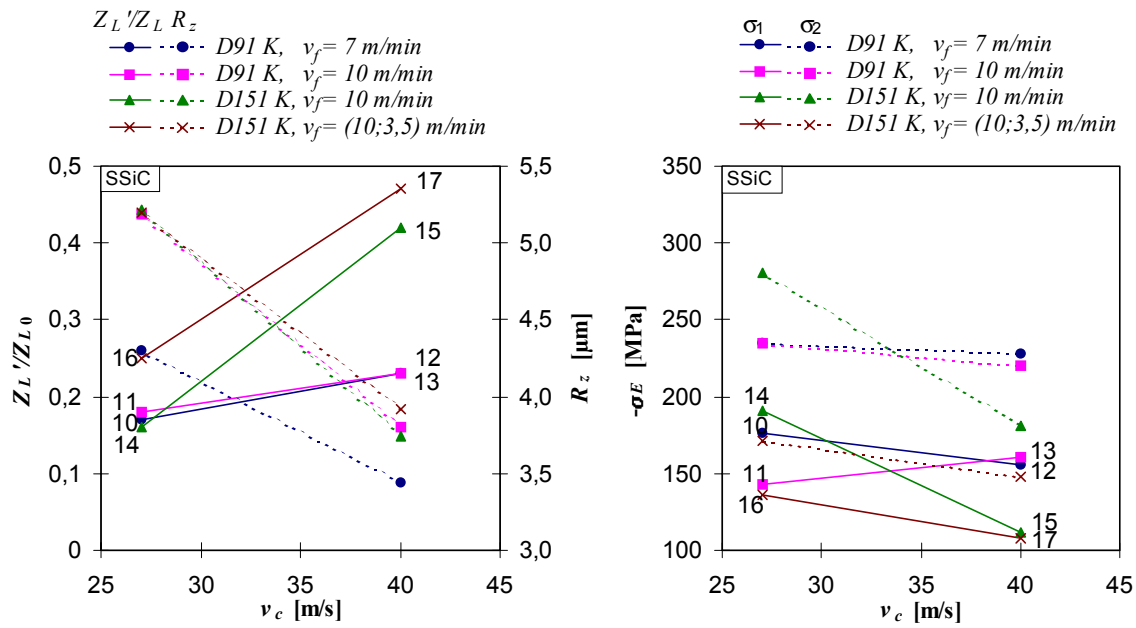 Z_L'/Z_L R_z
D91 K, v_f = 7 m/min
D91 K, v_f = 10 m/min
D151 K, v_f = 10 m/min
D151 K, v_f = (10;3,5) m/min
SSiC
0,5
0,4
0,3
0,2
0,1
0
Z_L'/Z_L0
5,5
5,0
4,5
4,0
3,5
3,0
R_z [µm]
17
15
16
12
13
11
10
14
25 30 35 40 45
v_c [m/s]
σ1 σ2
D91 K, v_f = 7 m/min
D91 K, v_f = 10 m/min
D151 K, v_f = 10 m/min
D151 K, v_f = (10;3,5) m/min
SSiC
350
300
250
200
150
100
-σ^E [MPa]
14
10
13
12
11
16
15
17
25 30 35 40 45
v_c [m/s]